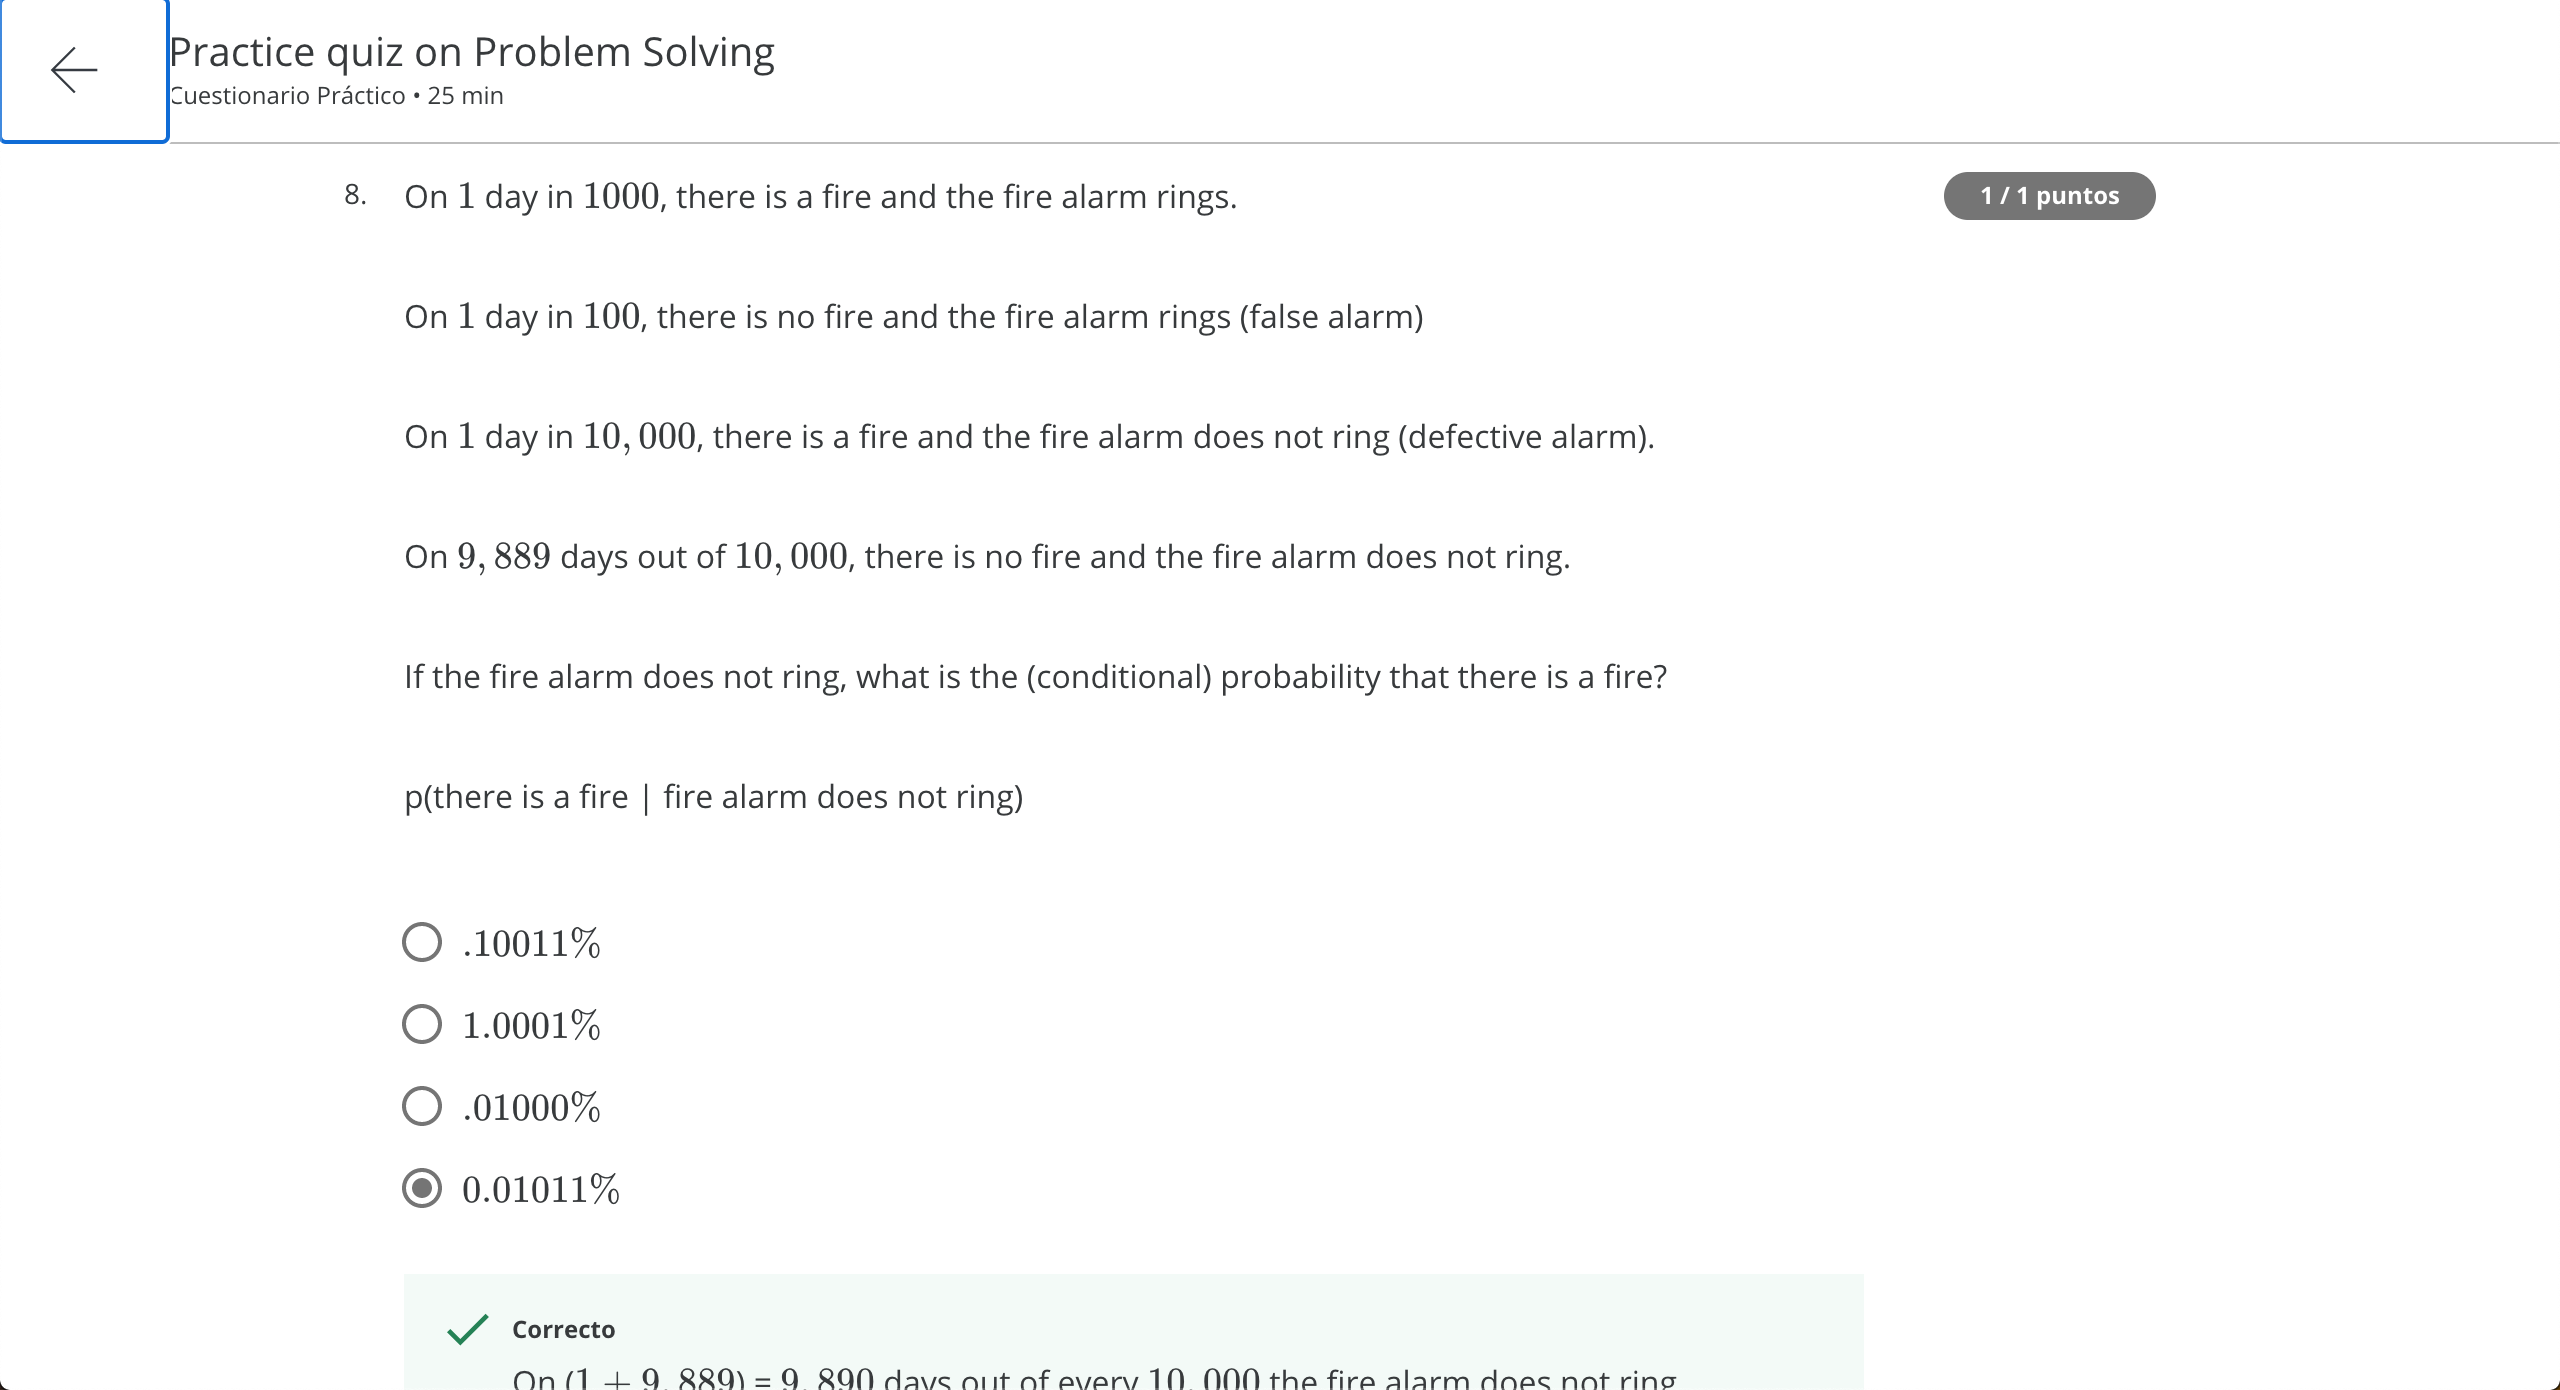 Practice quiz on Problem Solving
Cuestionario Práctico • 25 min
8. On 1 day in 1000, there is a fire and the fire alarm rings.
1 / 1 puntos
On 1 day in 100, there is no fire and the fire alarm rings (false alarm)
On 1 day in 10,000, there is a fire and the fire alarm does not ring (defective alarm).
On 9,889 days out of 10,000, there is no fire and the fire alarm does not ring.
If the fire alarm does not ring, what is the (conditional) probability that there is a fire?
p(there is a fire | fire alarm does not ring)
.10011%
1.0001%
.01000%
0.01011%
Correcto
On (1 + 9,889) = 9,890 days out of every 10,000 the fire alarm does not ring